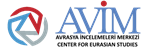 AVİM
AVRASYA İNCELEMELERİ MERKEZİ
CENTER FOR EURASIAN STUDIES